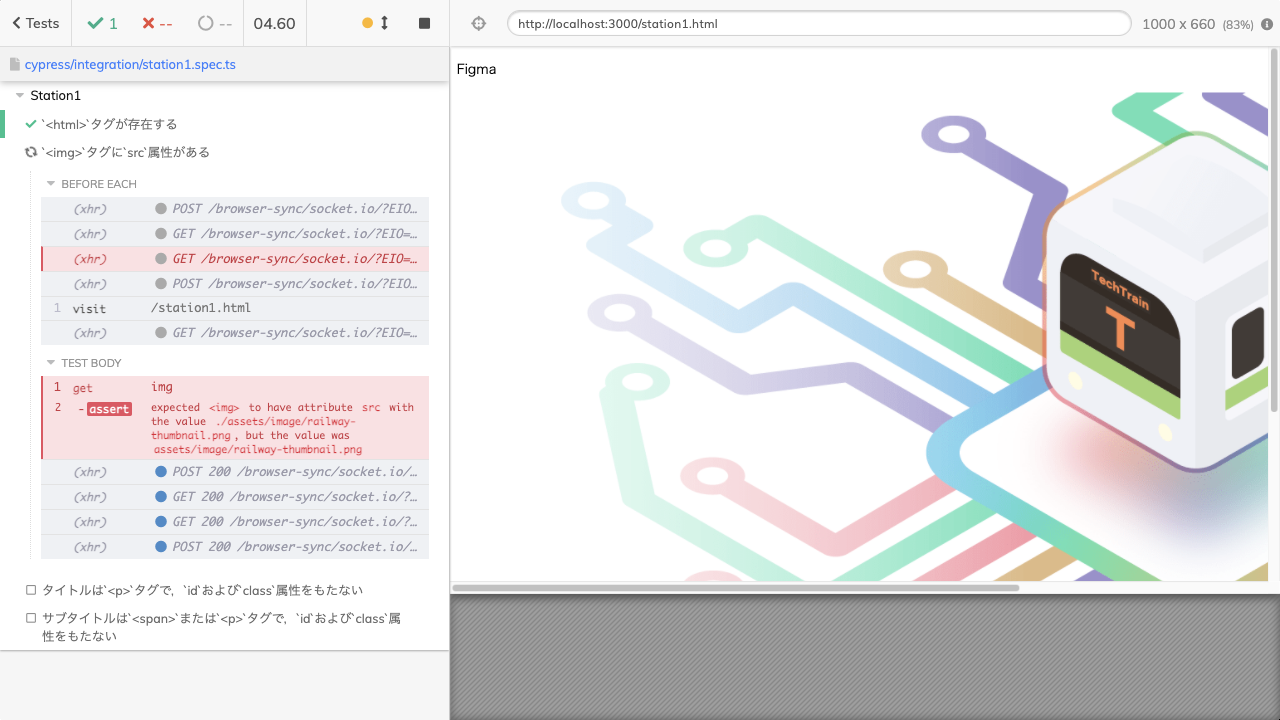 Tests 1 -- -- 04.60
http://localhost:3000/station1.html 1000 x 660 (83%)
cypress/integration/station1.spec.ts
Station1
`<html>`タグが存在する
`<img>`タグに`src`属性がある
BEFORE EACH
(xhr) POST /browser-sync/socket.io/?EIO…
(xhr) GET /browser-sync/socket.io/?EIO=…
(xhr) GET /browser-sync/socket.io/?EIO=…
(xhr) POST /browser-sync/socket.io/?EIO…
1 visit /station1.html
(xhr) GET /browser-sync/socket.io/?EIO=…
TEST BODY
1 get img
2 -assert expected <img> to have attribute src with
the value ./assets/image/railway-
thumbnail.png, but the value was
assets/image/railway-thumbnail.png
(xhr) POST 200 /browser-sync/socket.io/…
(xhr) GET 200 /browser-sync/socket.io/?…
(xhr) GET 200 /browser-sync/socket.io/?…
(xhr) POST 200 /browser-sync/socket.io/…
タイトルは`<p>`タグで，`id`および`class`属性をもたない
サブタイトルは`<span>`または`<p>`タグで，`id`および`class`属
性をもたない
Figma
TechTrain
T